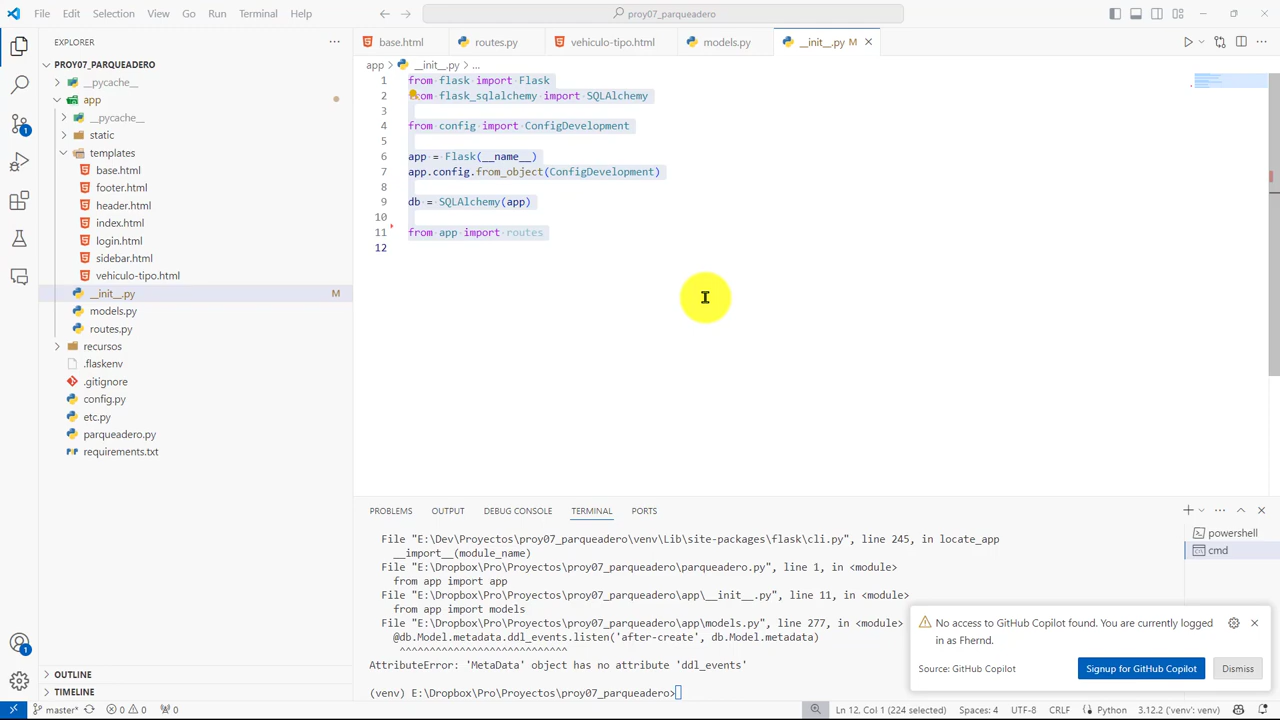 File Edit Selection View Go Run Terminal Help
proy07_parqueadero
EXPLORER
base.html
routes.py
vehiculo-tipo.html
models.py
__init__.py M
PROY07_PARQUEADERO
app > __init__.py > ...
__pycache__
app
__pycache__
static
templates
base.html
footer.html
header.html
index.html
login.html
sidebar.html
vehiculo-tipo.html
__init__.py M
models.py
routes.py
recursos
.flaskenv
.gitignore
config.py
etc.py
parqueadero.py
requirements.txt
OUTLINE
TIMELINE
1 from flask import Flask
2 from flask_sqlalchemy import SQLAlchemy
3
4 from config import ConfigDevelopment
5
6 app = Flask(__name__)
7 app.config.from_object(ConfigDevelopment)
8
9 db = SQLAlchemy(app)
10
11 from app import routes
12
PROBLEMS OUTPUT DEBUG CONSOLE TERMINAL PORTS
File "E:\Dev\Proyectos\proy07_parqueadero\venv\Lib\site-packages\flask\cli.py", line 245, in locate_app
__import__(module_name)
File "E:\Dropbox\Pro\Proyectos\proy07_parqueadero\parqueadero.py", line 1, in <module>
from app import app
File "E:\Dropbox\Pro\Proyectos\proy07_parqueadero\app\__init__.py", line 11, in <module>
from app import models
File "E:\Dropbox\Pro\Proyectos\proy07_parqueadero\app\models.py", line 277, in <module>
@db.Model.metadata.ddl_events.listen('after-create', db.Model.metadata)
^^^^^^^^^^^^^^^^^^^^^^^^^^^^
AttributeError: 'MetaData' object has no attribute 'ddl_events'
(venv) E:\Dropbox\Pro\Proyectos\proy07_parqueadero>
powershell
cmd
No access to GitHub Copilot found. You are currently logged
in as Fhernd.
Source: GitHub Copilot
Signup for GitHub Copilot
Dismiss
1
1
master* 0 0 0
Ln 12, Col 1 (224 selected) Spaces: 4 UTF-8 CRLF Python 3.12.2 ('venv': venv)